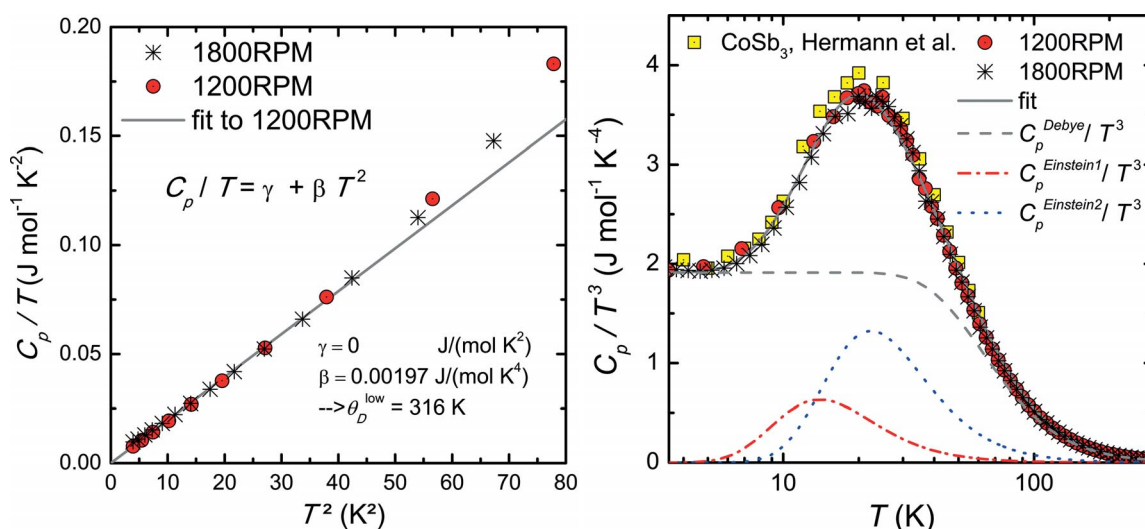 0.20
0.15
0.10
0.05
0.00
C_p / T (J mol⁻¹ K⁻²)
1800RPM
1200RPM
fit to 1200RPM
C_p / T = γ + β T²
γ = 0 J/(mol K²)
β = 0.00197 J/(mol K⁴)
-->θ_D^low = 316 K
0 10 20 30 40 50 60 70 80
T² (K²)
4
3
2
1
0
C_p / T³ (J mol⁻¹ K⁻⁴)
CoSb₃, Hermann et al.
1200RPM
1800RPM
fit
C_p^Debye / T³
C_p^Einstein1 / T³
C_p^Einstein2 / T³
10 100
T (K)